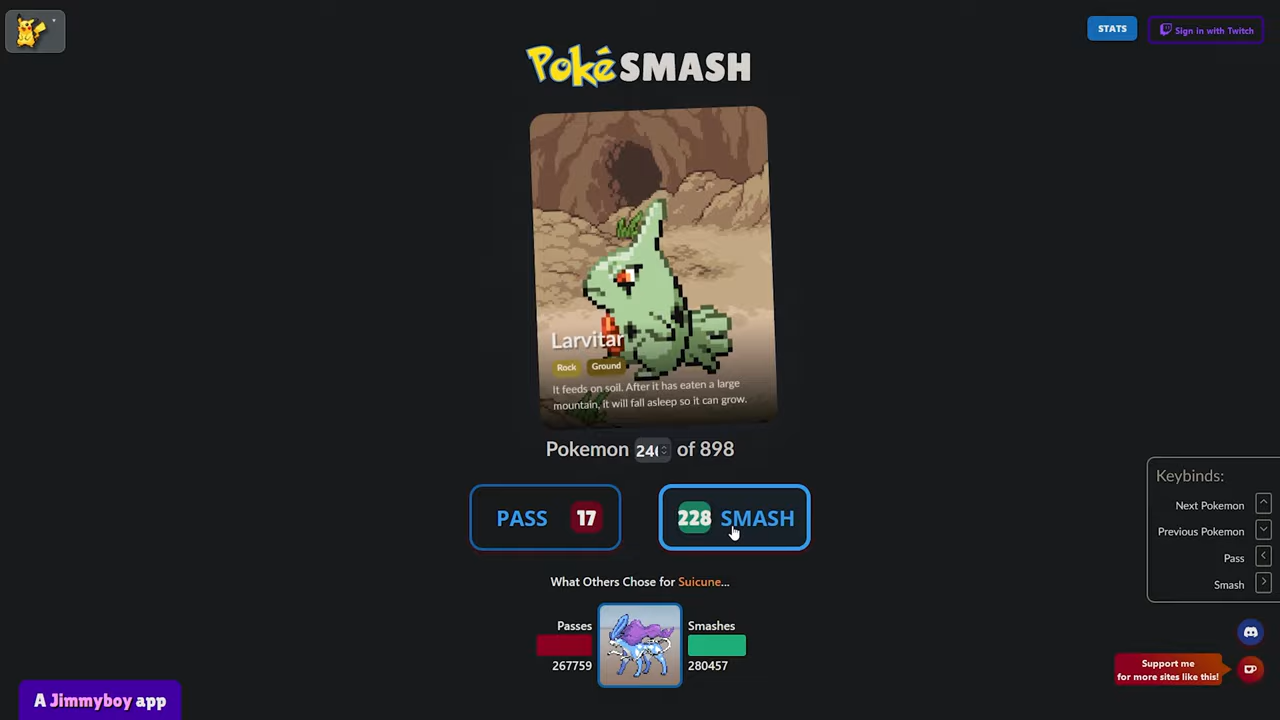 STATS
Sign in with Twitch
PokéSMASH
Larvitar
Rock Ground
It feeds on soil. After it has eaten a large
mountain, it will fall asleep so it can grow.
Pokemon of 898
PASS 17
228 SMASH
What Others Chose for Suicune...
Passes
267759
Smashes
280457
Keybinds:
Next Pokemon
Previous Pokemon
Pass
Smash
Support me
for more sites like this!
A Jimmyboy app